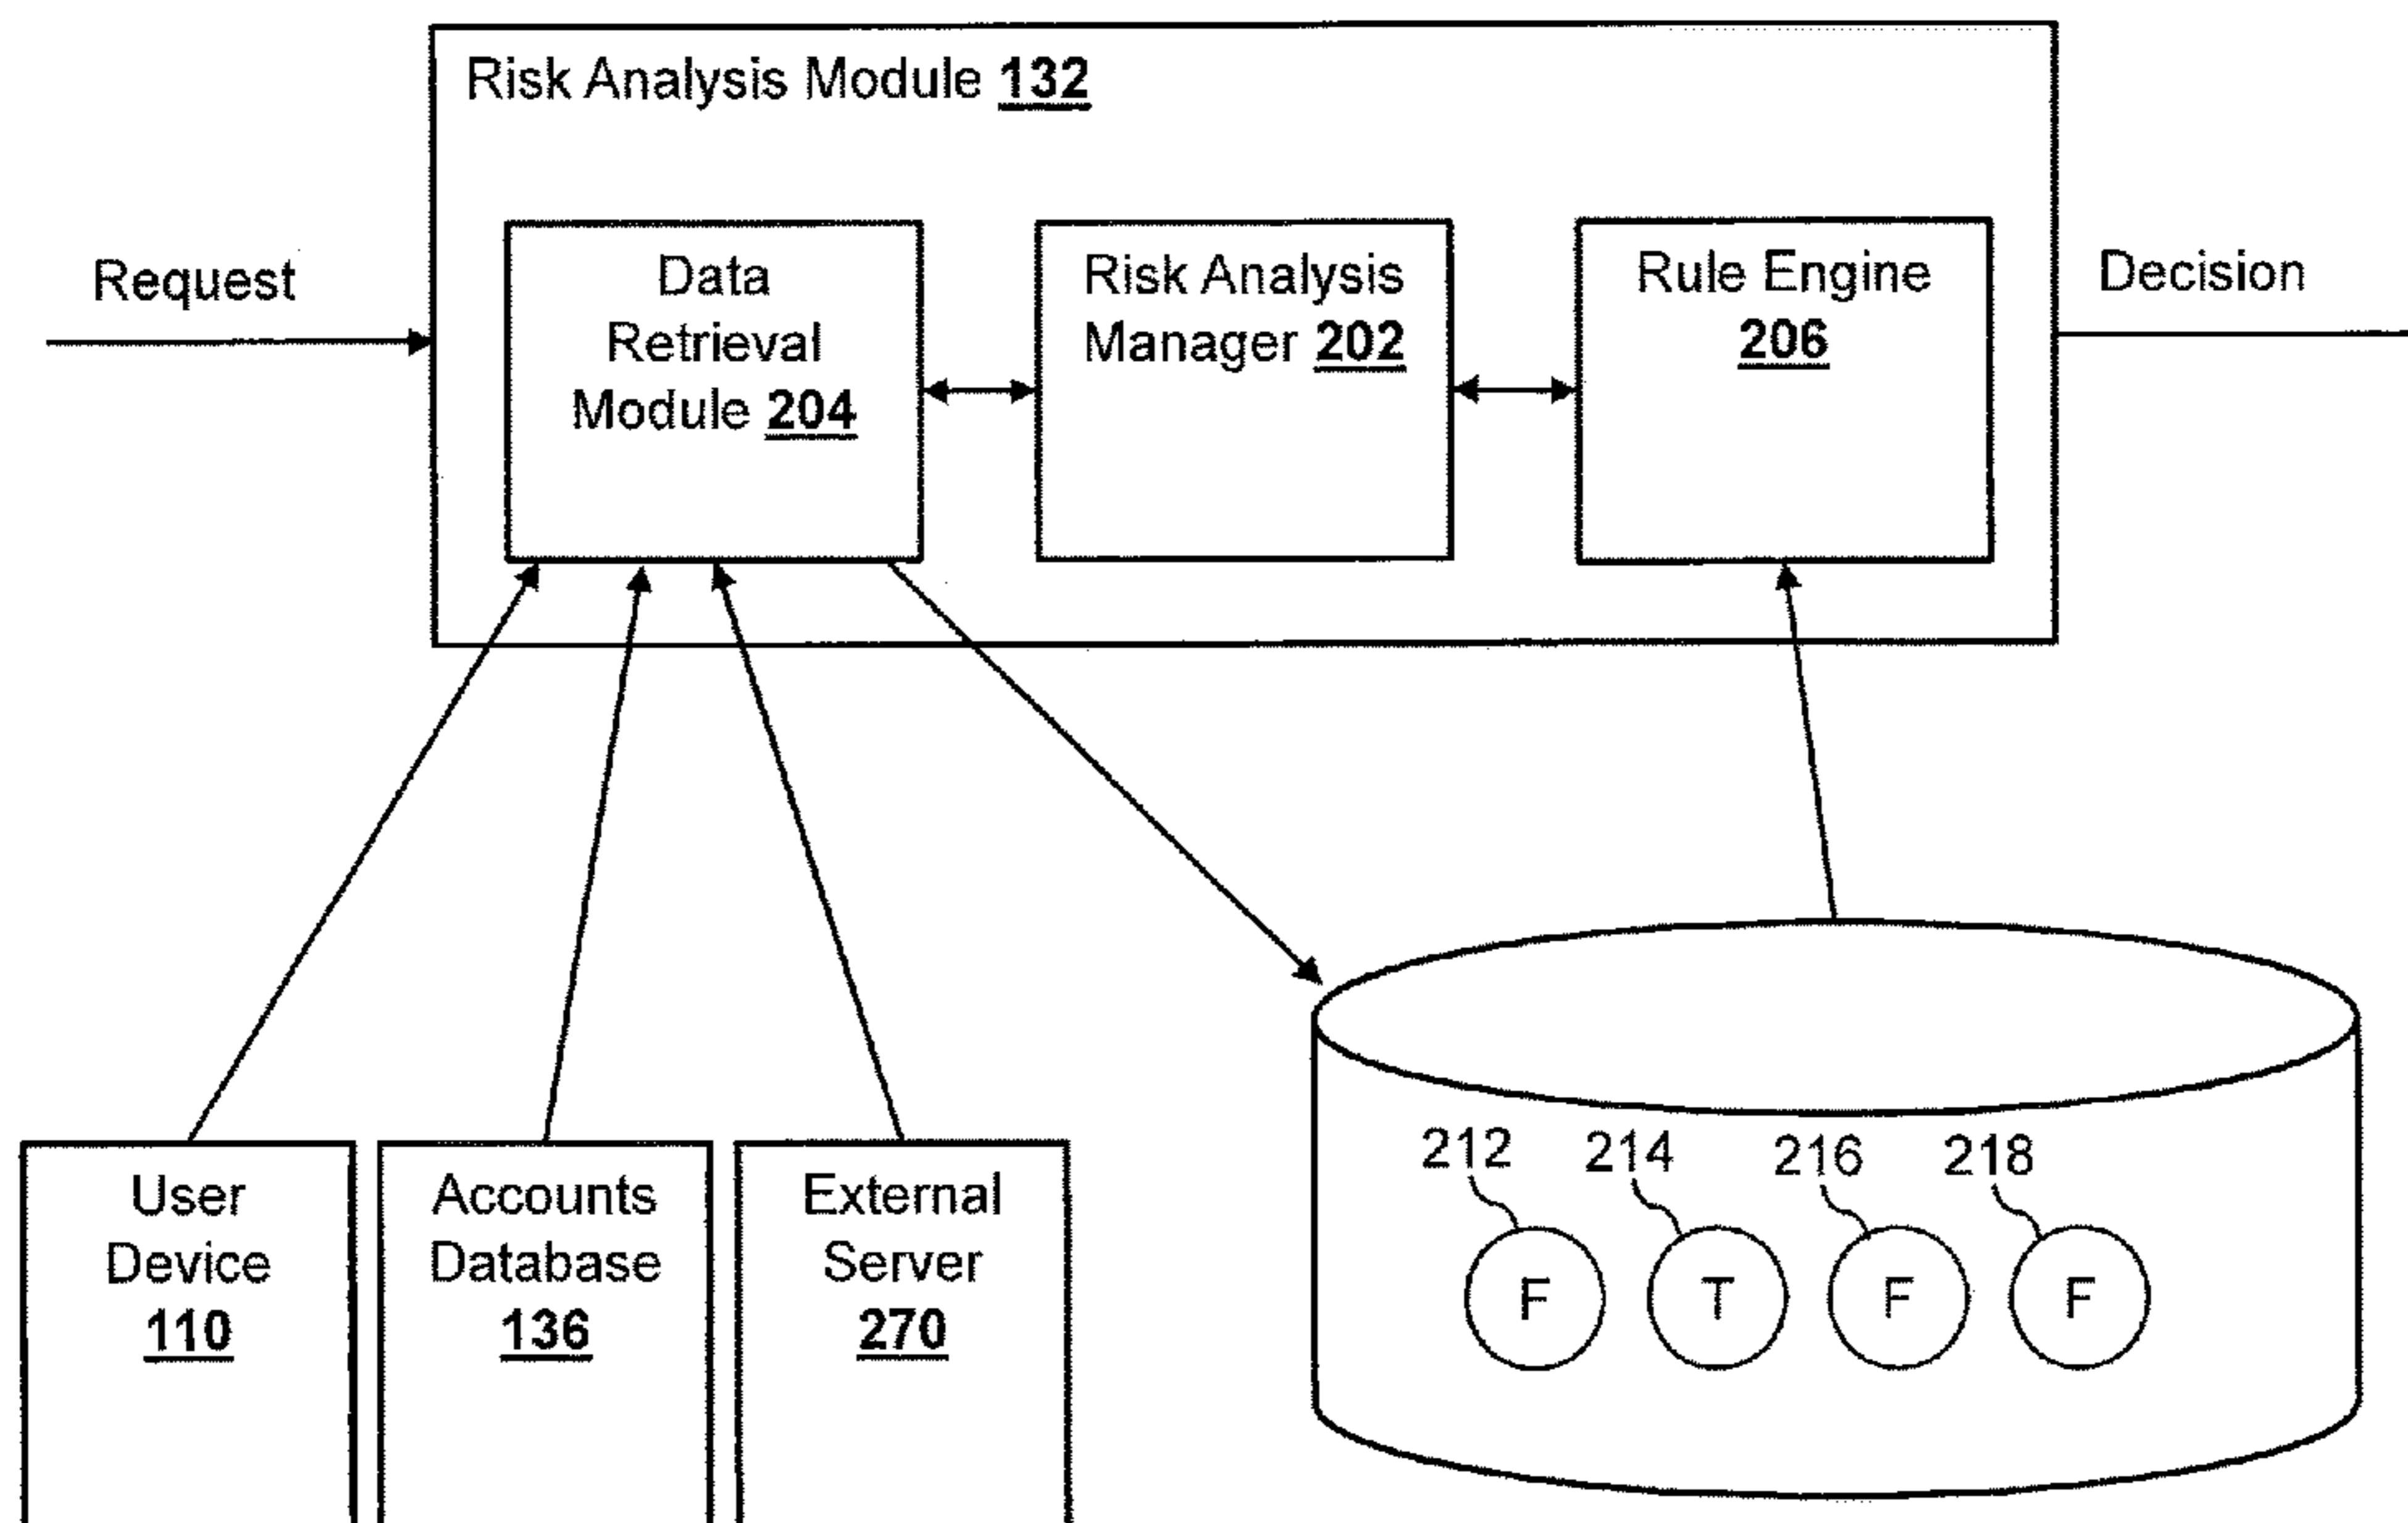 Risk Analysis Module 132
Request
Data
Retrieval
Module 204
Risk Analysis
Manager 202
Rule Engine
206
Decision
User
Device
110
Accounts
Database
136
External
Server
270
212
214
216
218
F
T
F
F